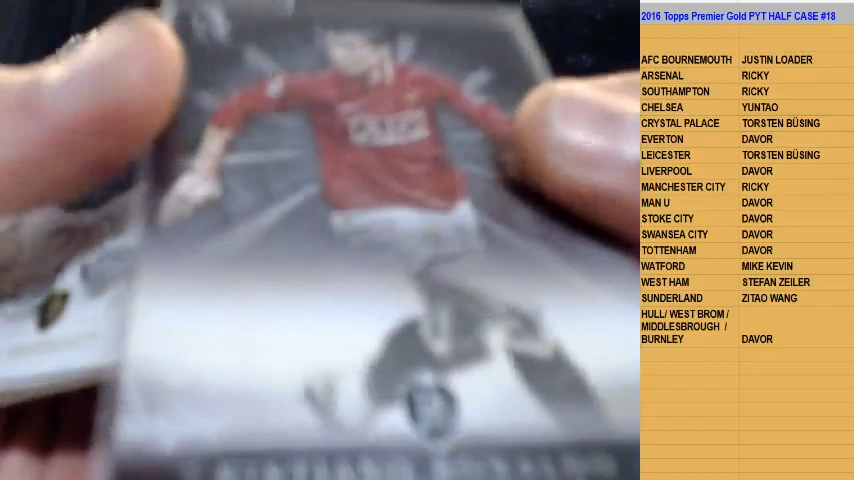 2016 Topps Premier Gold PYT HALF CASE #18
AFC BOURNEMOUTH JUSTIN LOADER
ARSENAL RICKY
SOUTHAMPTON RICKY
CHELSEA YUNTAO
CRYSTAL PALACE TORSTEN BÜSING
EVERTON DAVOR
LEICESTER TORSTEN BÜSING
LIVERPOOL DAVOR
MANCHESTER CITY RICKY
MAN U DAVOR
STOKE CITY DAVOR
SWANSEA CITY DAVOR
TOTTENHAM DAVOR
WATFORD MIKE KEVIN
WEST HAM STEFAN ZEILER
SUNDERLAND ZITAO WANG
HULL/ WEST BROM /
MIDDLESBROUGH /
BURNLEY DAVOR